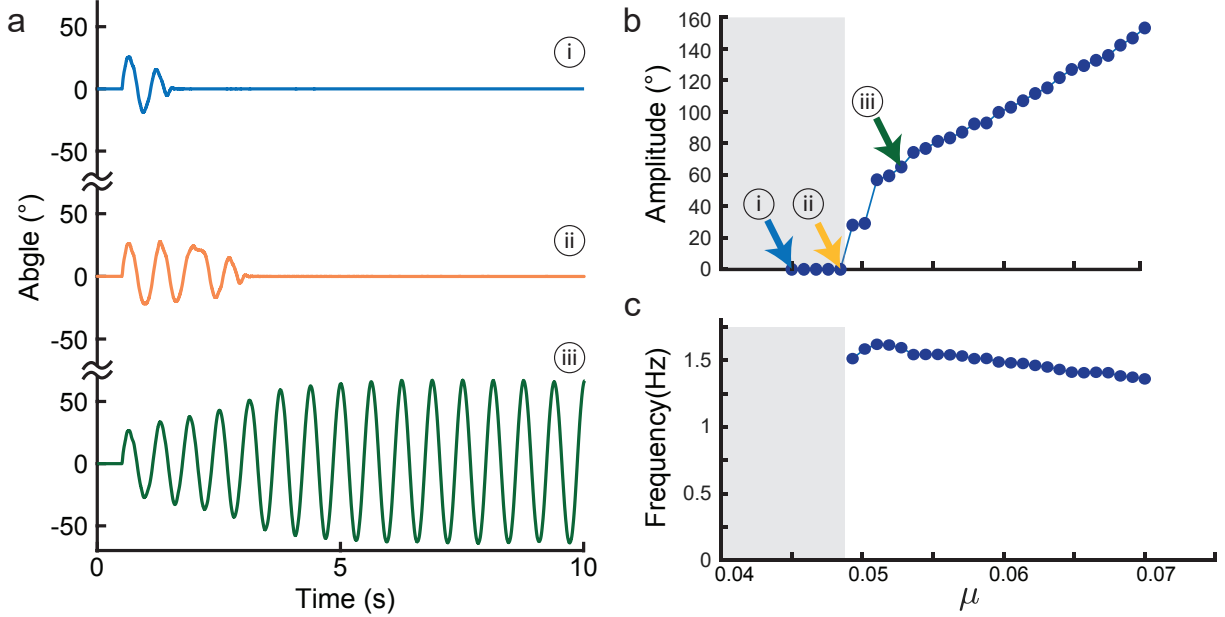 a
50
0
-50
50
0
-50
50
0
-50
Abgle (°)
i
ii
iii
0
5
10
Time (s)
b
160
140
120
100
80
60
40
20
0
Amplitude (°)
i
ii
iii
c
1.5
1
0.5
0
Frequency(Hz)
0.04
0.05
0.06
0.07
μ